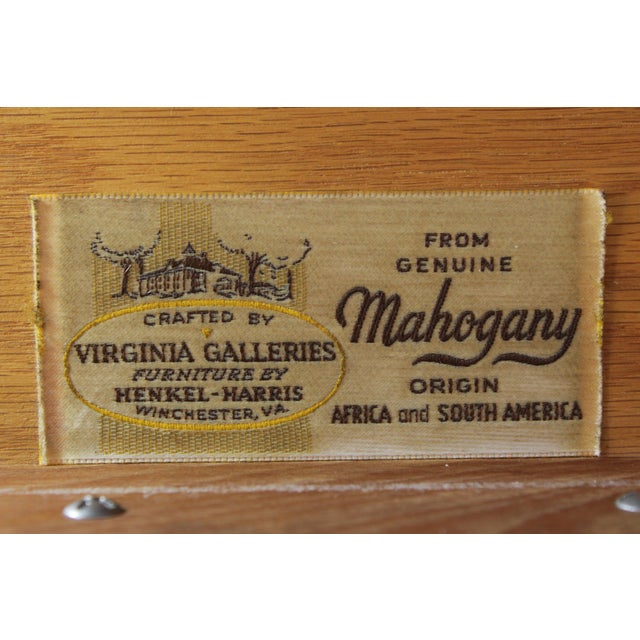 CRAFTED BY
VIRGINIA GALLERIES
FURNITURE BY
HENKEL-HARRIS
WINCHESTER, VA.
FROM
GENUINE
Mahogany
ORIGIN
AFRICA and SOUTH AMERICA